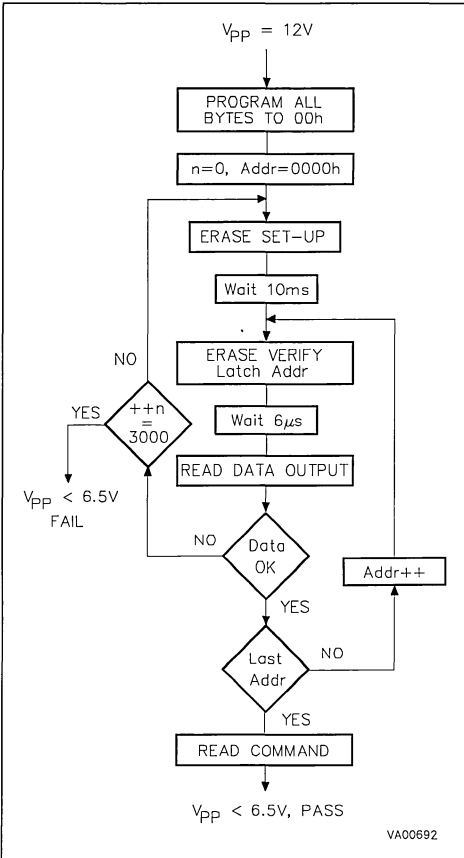 V_PP = 12V
PROGRAM ALL
BYTES TO 00h
n=0, Addr=0000h
ERASE SET-UP
Wait 10ms
ERASE VERIFY
Latch Addr
NO
YES
++n
=
3000
Wait 6µs
READ DATA OUTPUT
V_PP < 6.5V
FAIL
NO
Data
OK
YES
Addr++
Last
Addr
NO
YES
READ COMMAND
V_PP < 6.5V, PASS
VA00692